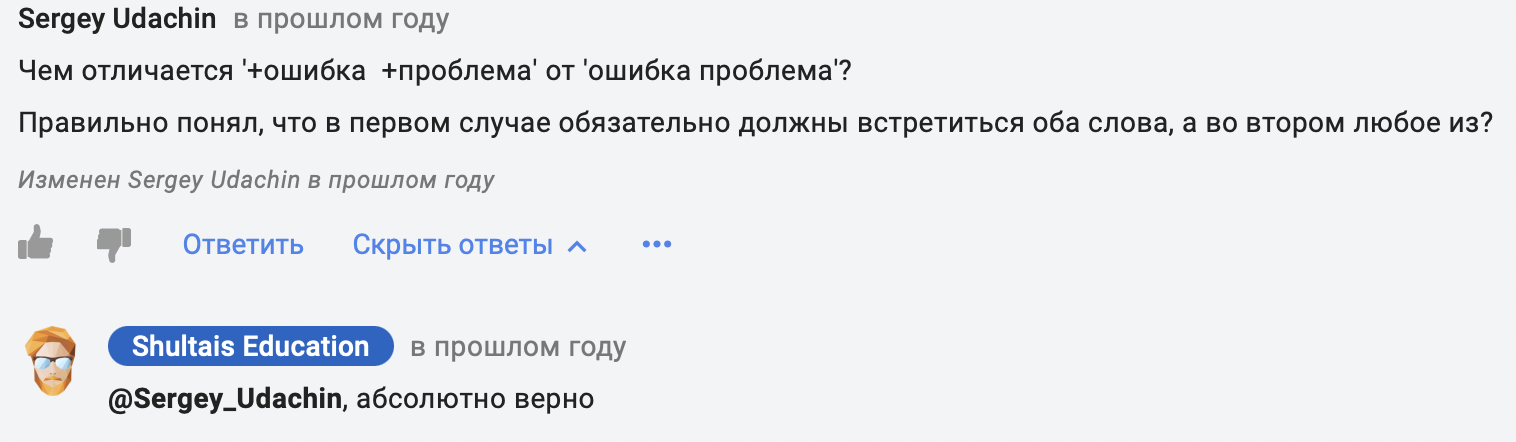 Sergey Udachin в прошлом году
Чем отличается '+ошибка  +проблема' от 'ошибка проблема'?
Правильно понял, что в первом случае обязательно должны встретиться оба слова, а во втором любое из?
Изменен Sergey Udachin в прошлом году
Ответить Скрыть ответы
Shultais Education в прошлом году
@Sergey_Udachin, абсолютно верно